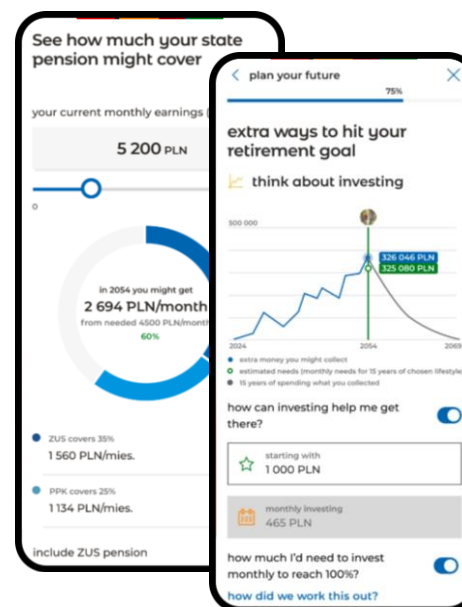 See how much your state
pension might cover
your current monthly earnings (
5 200 PLN
0
in 2054 you might get
2 694 PLN/month
from needed 4500 PLN/month
60%
ZUS covers 35%
1 560 PLN/mies.
PPK covers 25%
1 134 PLN/mies.
include ZUS pension
plan your future
75%
extra ways to hit your
retirement goal
think about investing
500 000
326 046 PLN
325 080 PLN
2024
2054
2069
extra money you might collect
estimated needs (monthly needs for 15 years of chosen lifestyle
15 years of spending what you collected
how can investing help me get
there?
starting with
1 000 PLN
monthly investing
465 PLN
how much I'd need to invest
monthly to reach 100%?
how did we work this out?